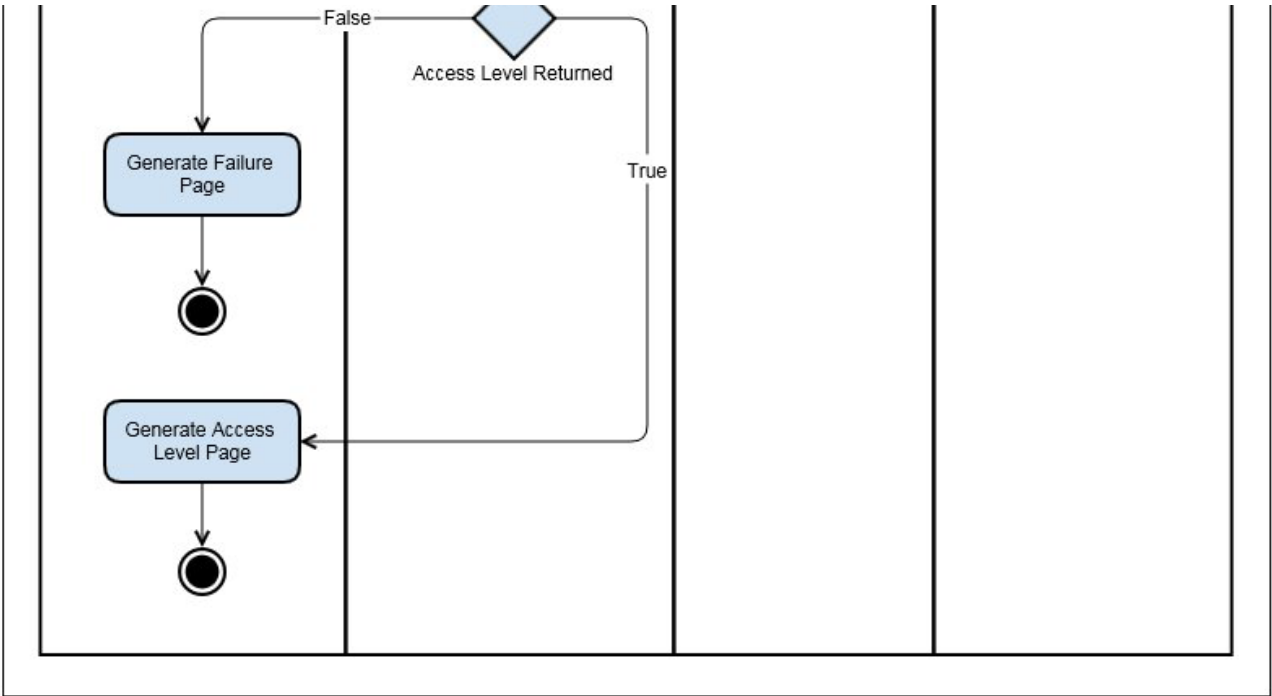 False
Access Level Returned
Generate Failure
Page
True
Generate Access
Level Page